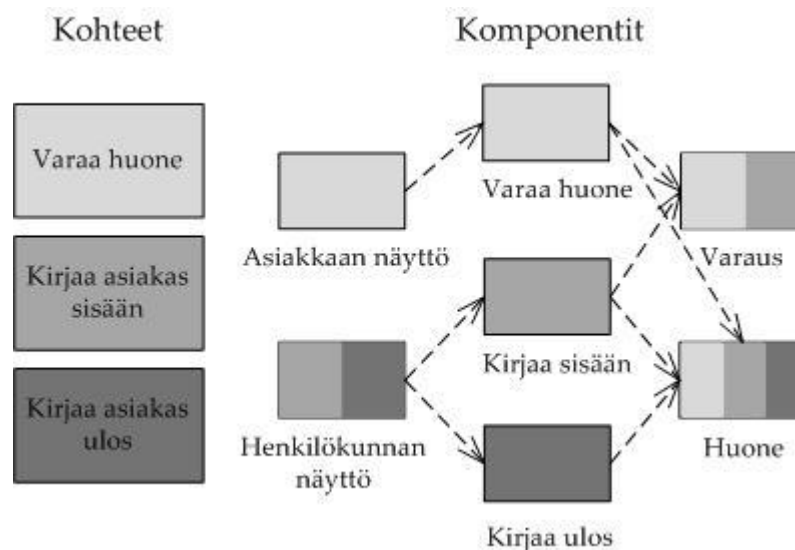 Kohteet
Komponentit
Varaa huone
Kirjaa asiakas
sisään
Kirjaa asiakas
ulos
Varaa huone
Asiakkaan näyttö
Varaus
Kirjaa sisään
Henkilökunnan
näyttö
Huone
Kirjaa ulos